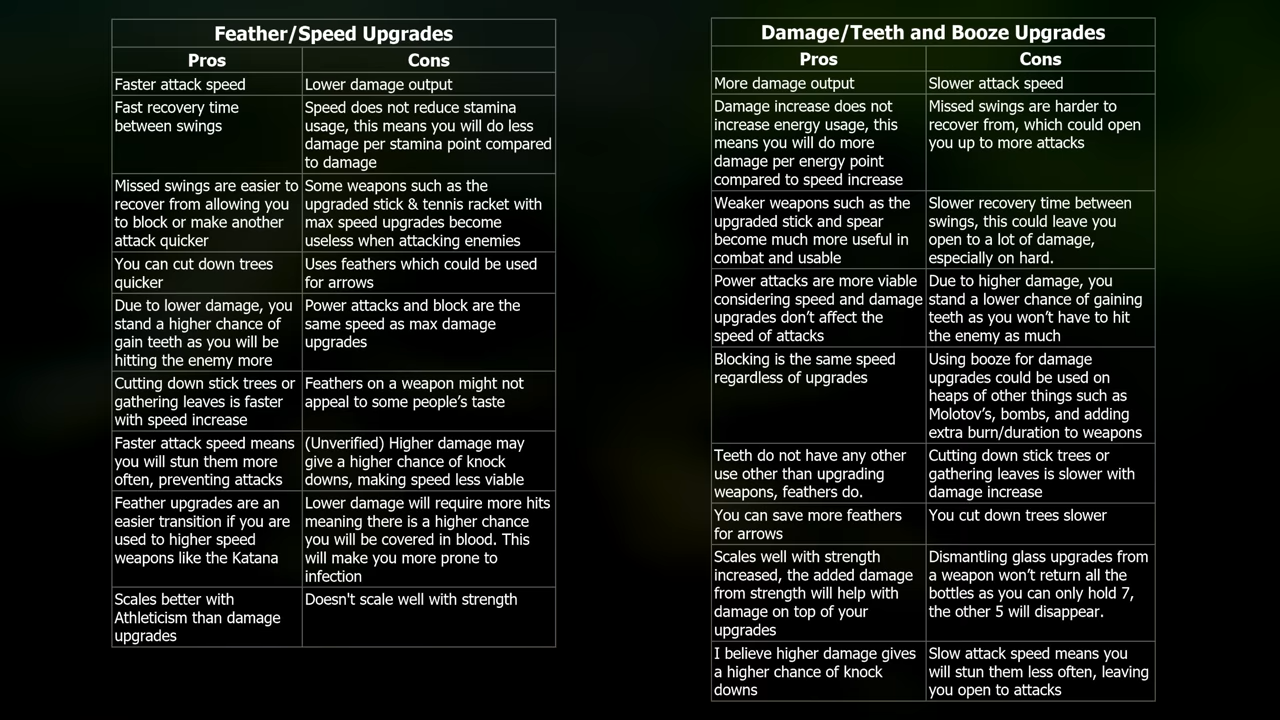 Feather/Speed Upgrades
Pros
Cons
Faster attack speed
Lower damage output
Fast recovery time
between swings
Speed does not reduce stamina
usage, this means you will do less
damage per stamina point compared
to damage
Missed swings are easier to
recover from allowing you
to block or make another
attack quicker
Some weapons such as the
upgraded stick & tennis racket with
max speed upgrades become
useless when attacking enemies
You can cut down trees
quicker
Uses feathers which could be used
for arrows
Due to lower damage, you
stand a higher chance of
gain teeth as you will be
hitting the enemy more
Power attacks and block are the
same speed as max damage
upgrades
Cutting down stick trees or
gathering leaves is faster
with speed increase
Feathers on a weapon might not
appeal to some people’s taste
Faster attack speed means
you will stun them more
often, preventing attacks
(Unverified) Higher damage may
give a higher chance of knock
downs, making speed less viable
Feather upgrades are an
easier transition if you are
used to higher speed
weapons like the Katana
Lower damage will require more hits
meaning there is a higher chance
you will be covered in blood. This
will make you more prone to
infection
Scales better with
Athleticism than damage
upgrades
Doesn't scale well with strength
Damage/Teeth and Booze Upgrades
Pros
Cons
More damage output
Slower attack speed
Damage increase does not
increase energy usage, this
means you will do more
damage per energy point
compared to speed increase
Missed swings are harder to
recover from, which could open
you up to more attacks
Weaker weapons such as the
upgraded stick and spear
become much more useful in
combat and usable
Slower recovery time between
swings, this could leave you
open to a lot of damage,
especially on hard.
Power attacks are more viable
considering speed and damage
upgrades don’t affect the
speed of attacks
Due to higher damage, you
stand a lower chance of gaining
teeth as you won’t have to hit
the enemy as much
Blocking is the same speed
regardless of upgrades
Using booze for damage
upgrades could be used on
heaps of other things such as
Molotov’s, bombs, and adding
extra burn/duration to weapons
Teeth do not have any other
use other than upgrading
weapons, feathers do.
Cutting down stick trees or
gathering leaves is slower with
damage increase
You can save more feathers
for arrows
You cut down trees slower
Scales well with strength
increased, the added damage
from strength will help with
damage on top of your
upgrades
Dismantling glass upgrades from
a weapon won’t return all the
bottles as you can only hold 7,
the other 5 will disappear.
I believe higher damage gives
a higher chance of knock
downs
Slow attack speed means you
will stun them less often, leaving
you open to attacks